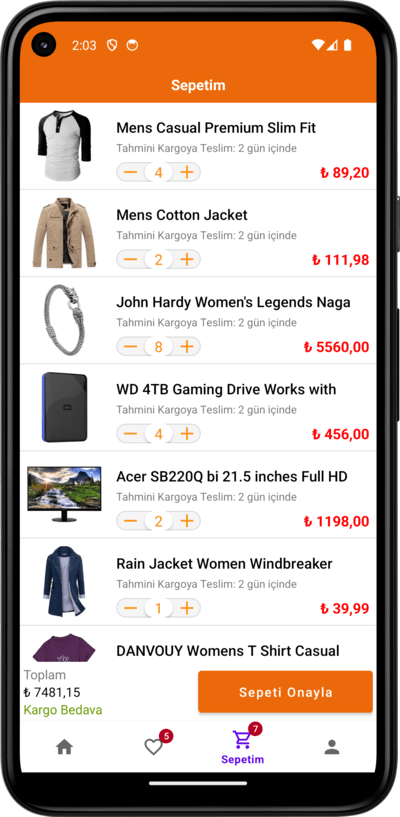 2:03
Sepetim
Mens Casual Premium Slim Fit
Tahmini Kargoya Teslim: 2 gün içinde
4
₺ 89,20
Mens Cotton Jacket
Tahmini Kargoya Teslim: 2 gün içinde
2
₺ 111,98
John Hardy Women's Legends Naga
Tahmini Kargoya Teslim: 2 gün içinde
8
₺ 5560,00
WD 4TB Gaming Drive Works with
Tahmini Kargoya Teslim: 2 gün içinde
4
₺ 456,00
Acer SB220Q bi 21.5 inches Full HD
Tahmini Kargoya Teslim: 2 gün içinde
2
₺ 1198,00
Rain Jacket Women Windbreaker
Tahmini Kargoya Teslim: 2 gün içinde
1
₺ 39,99
DANVOUY Womens T Shirt Casual
Toplam
₺ 7481,15
Kargo Bedava
Sepeti Onayla
5
7
Sepetim